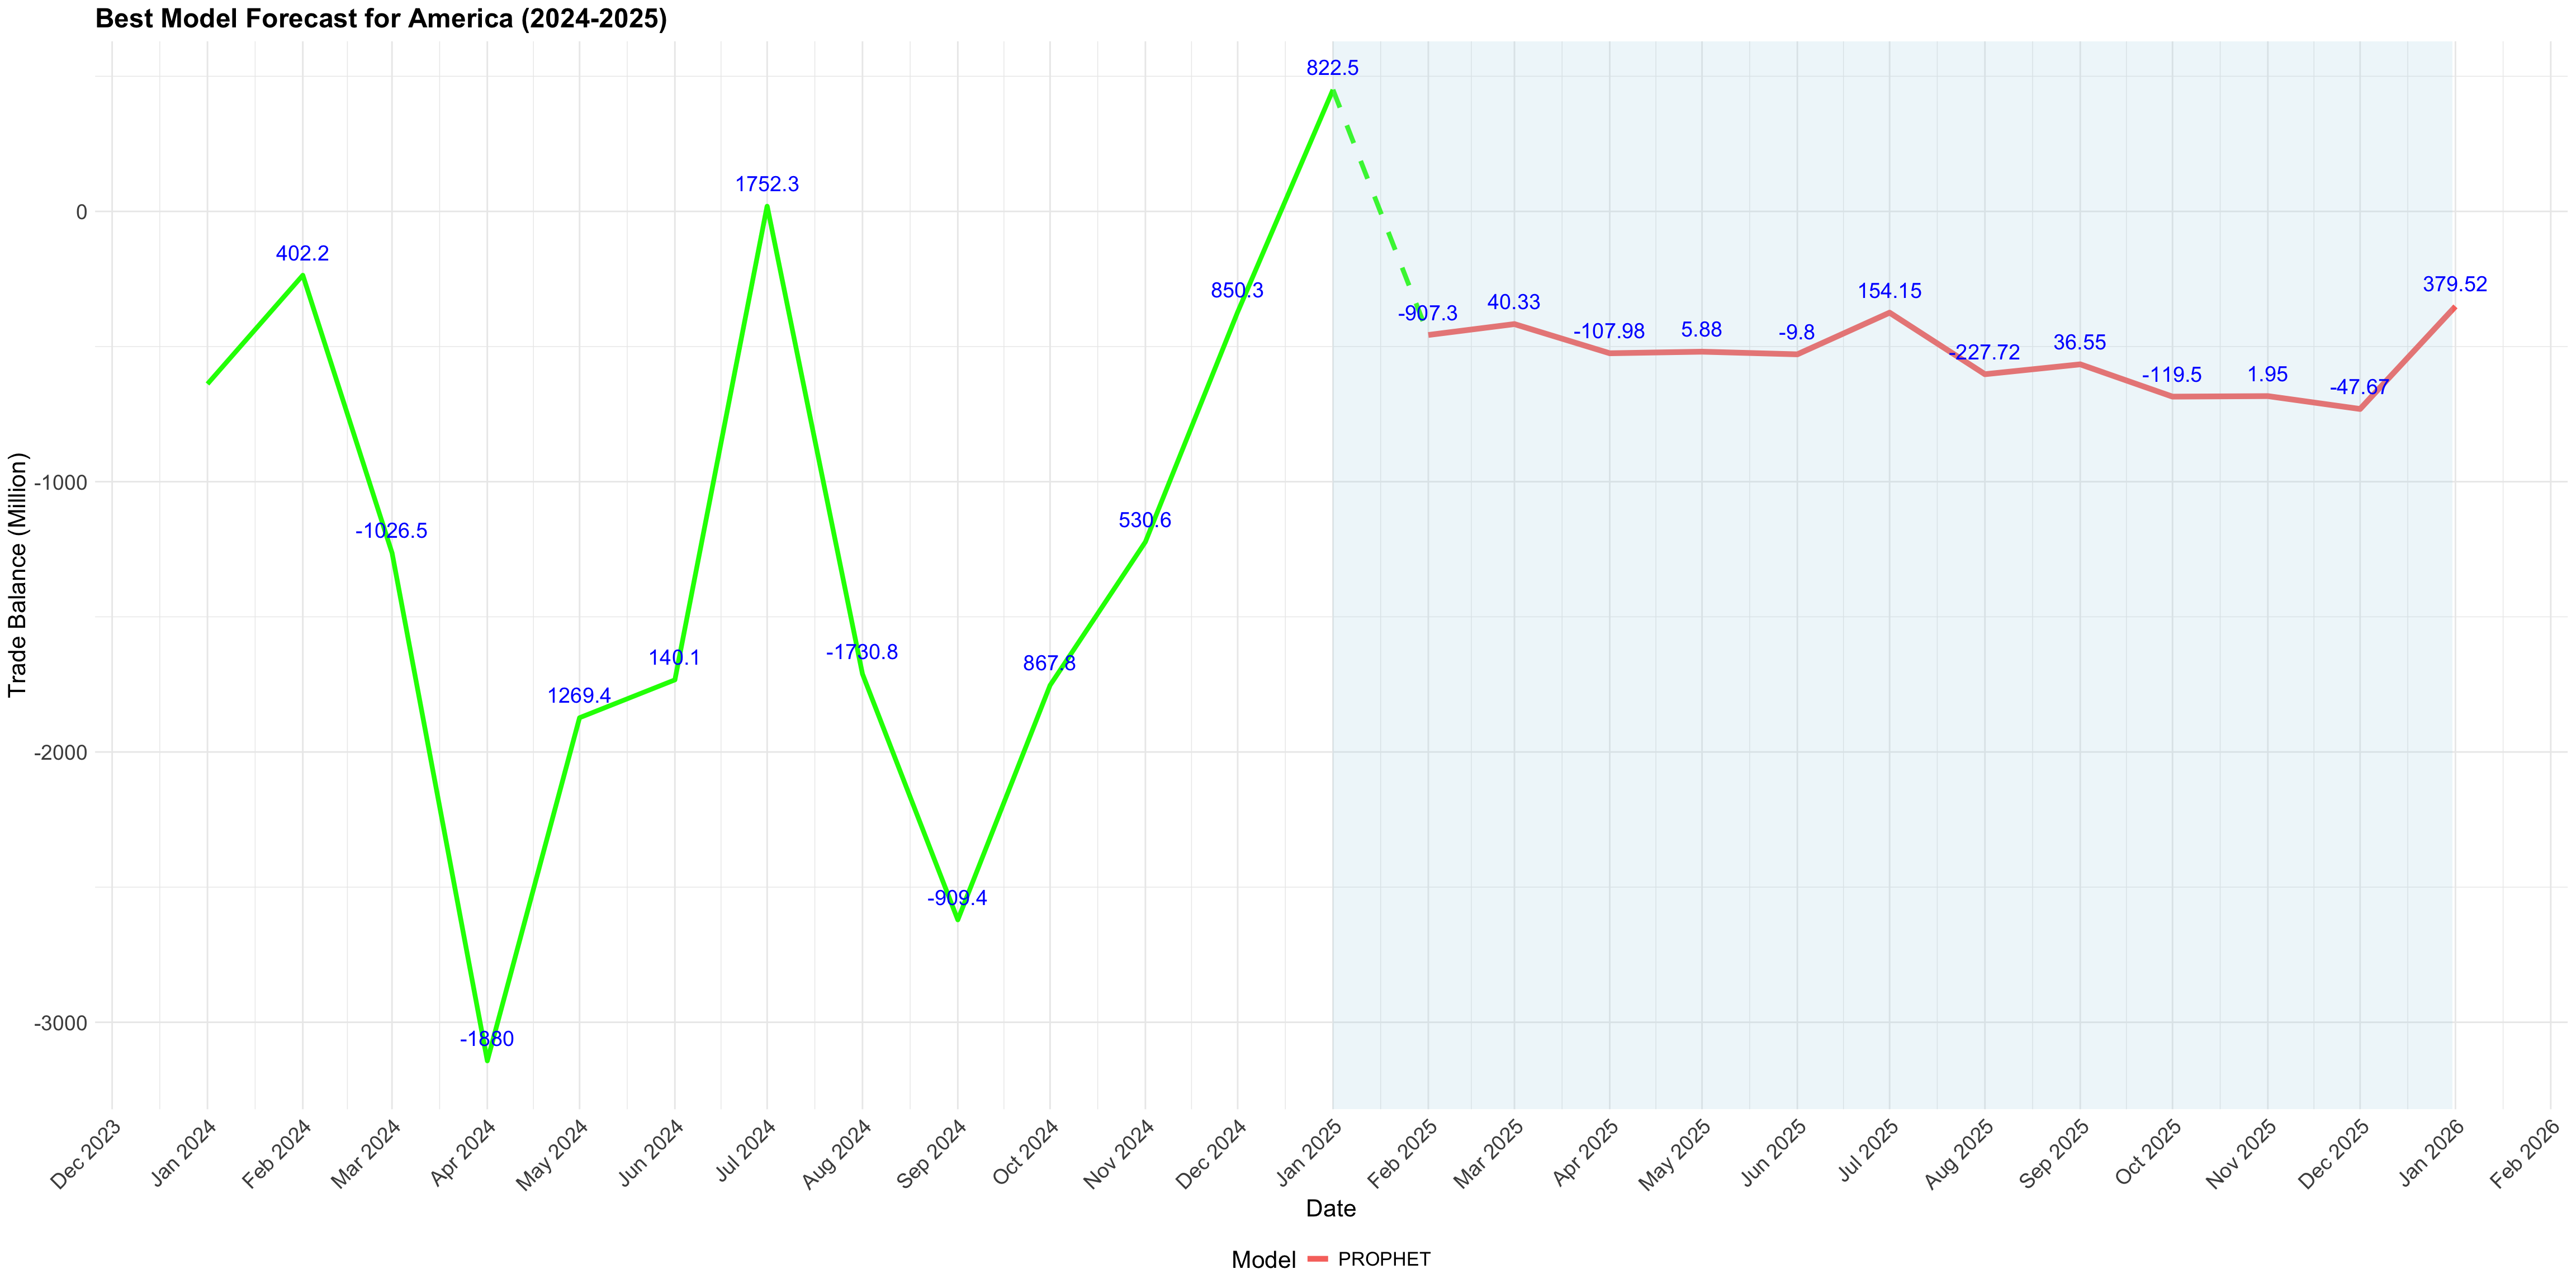 Best Model Forecast for America (2024-2025)
822.5
1752.3
402.2
850.3
-907.3
40.33
-107.98
5.88
-9.8
154.15
-227.72
36.55
-119.5
1.95
-47.67
379.52
-1026.5
530.6
140.1
-1730.8
867.8
1269.4
-909.4
-1880
0
-1000
-2000
-3000
Trade Balance (Million)
Dec 2023
Jan 2024
Feb 2024
Mar 2024
Apr 2024
May 2024
Jun 2024
Jul 2024
Aug 2024
Sep 2024
Oct 2024
Nov 2024
Dec 2024
Jan 2025
Feb 2025
Mar 2025
Apr 2025
May 2025
Jun 2025
Jul 2025
Aug 2025
Sep 2025
Oct 2025
Nov 2025
Dec 2025
Jan 2026
Feb 2026
Date
Model PROPHET